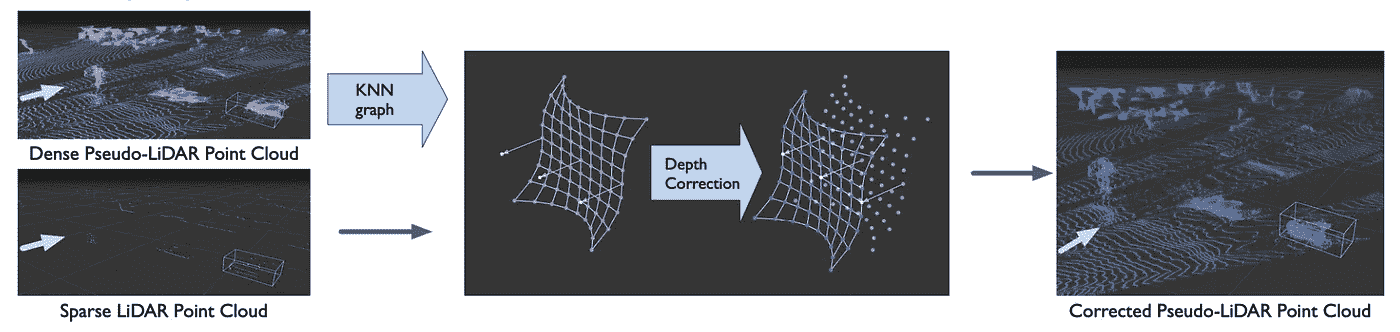 KNN
graph
Dense Pseudo-LiDAR Point Cloud
Depth
Correction
Sparse LiDAR Point Cloud
Corrected Pseudo-LiDAR Point Cloud